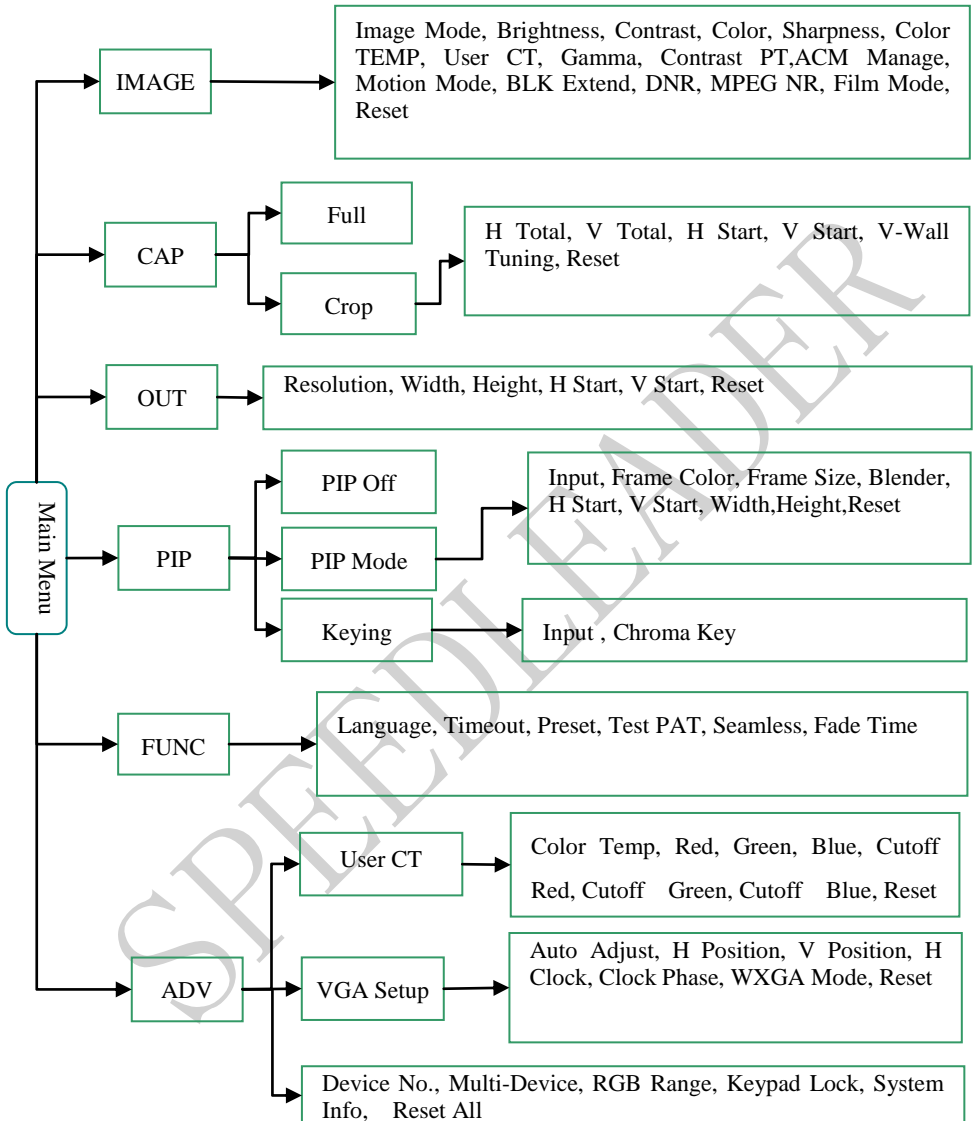 Image Mode, Brightness, Contrast, Color, Sharpness, Color
TEMP, User CT, Gamma, Contrast PT,ACM Manage,
Motion Mode, BLK Extend, DNR, MPEG NR, Film Mode,
Reset
IMAGE
Full
CAP
H Total, V Total, H Start, V Start, V-Wall
Tuning, Reset
Crop
OUT
Resolution, Width, Height, H Start, V Start, Reset
Main Menu
PIP Off
Input, Frame Color, Frame Size, Blender,
H Start, V Start, Width,Height,Reset
PIP
PIP Mode
Keying
Input , Chroma Key
FUNC
Language, Timeout, Preset, Test PAT, Seamless, Fade Time
User CT
Color Temp, Red, Green, Blue, Cutoff
Red, Cutoff Green, Cutoff Blue, Reset
ADV
VGA Setup
Auto Adjust, H Position, V Position, H
Clock, Clock Phase, WXGA Mode, Reset
Device No., Multi-Device, RGB Range, Keypad Lock, System
Info, Reset All
SPEEDLEADER